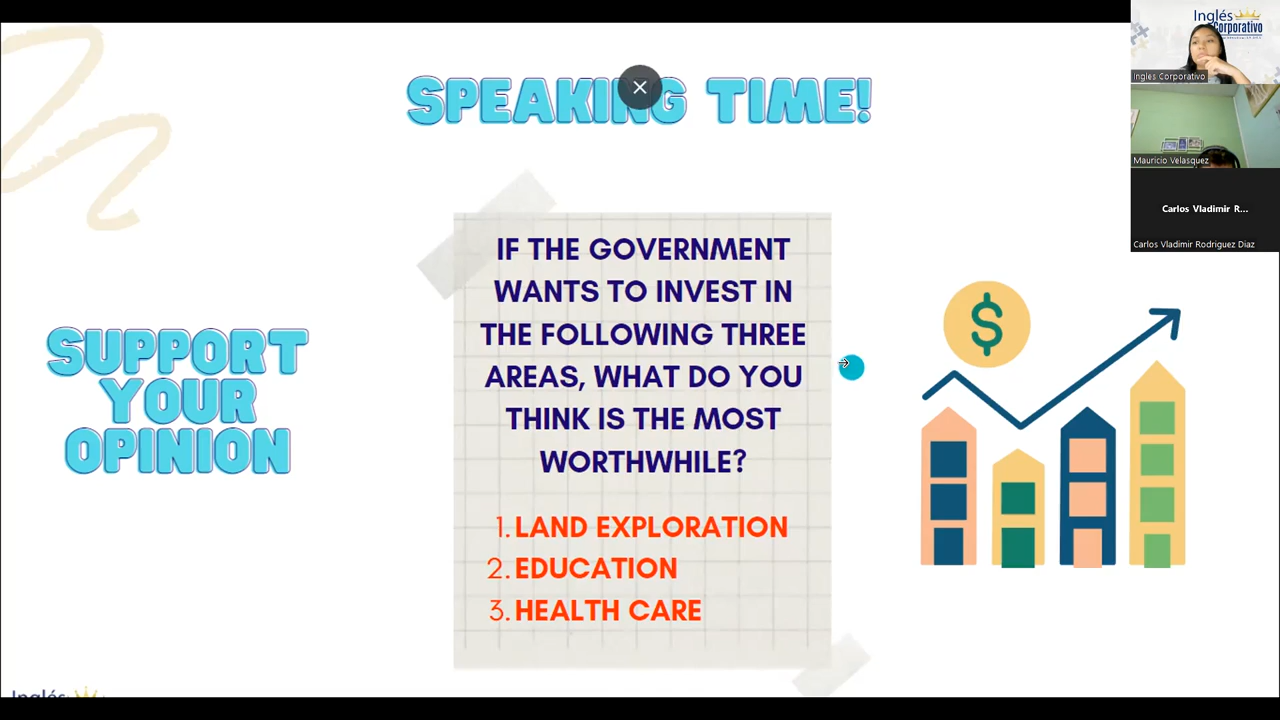 SPEAKING TIME!
SUPPORT
YOUR
OPINION
IF THE GOVERNMENT
WANTS TO INVEST IN
THE FOLLOWING THREE
AREAS, WHAT DO YOU
THINK IS THE MOST
WORTHWHILE?
1. LAND EXPLORATION
2. EDUCATION
3. HEALTH CARE
$
Inglés
Inglés
Corporativo
Ingles Corporativo
Mauricio Velasquez
Carlos Vladimir R...
Carlos Vladimir Rodriguez Diaz